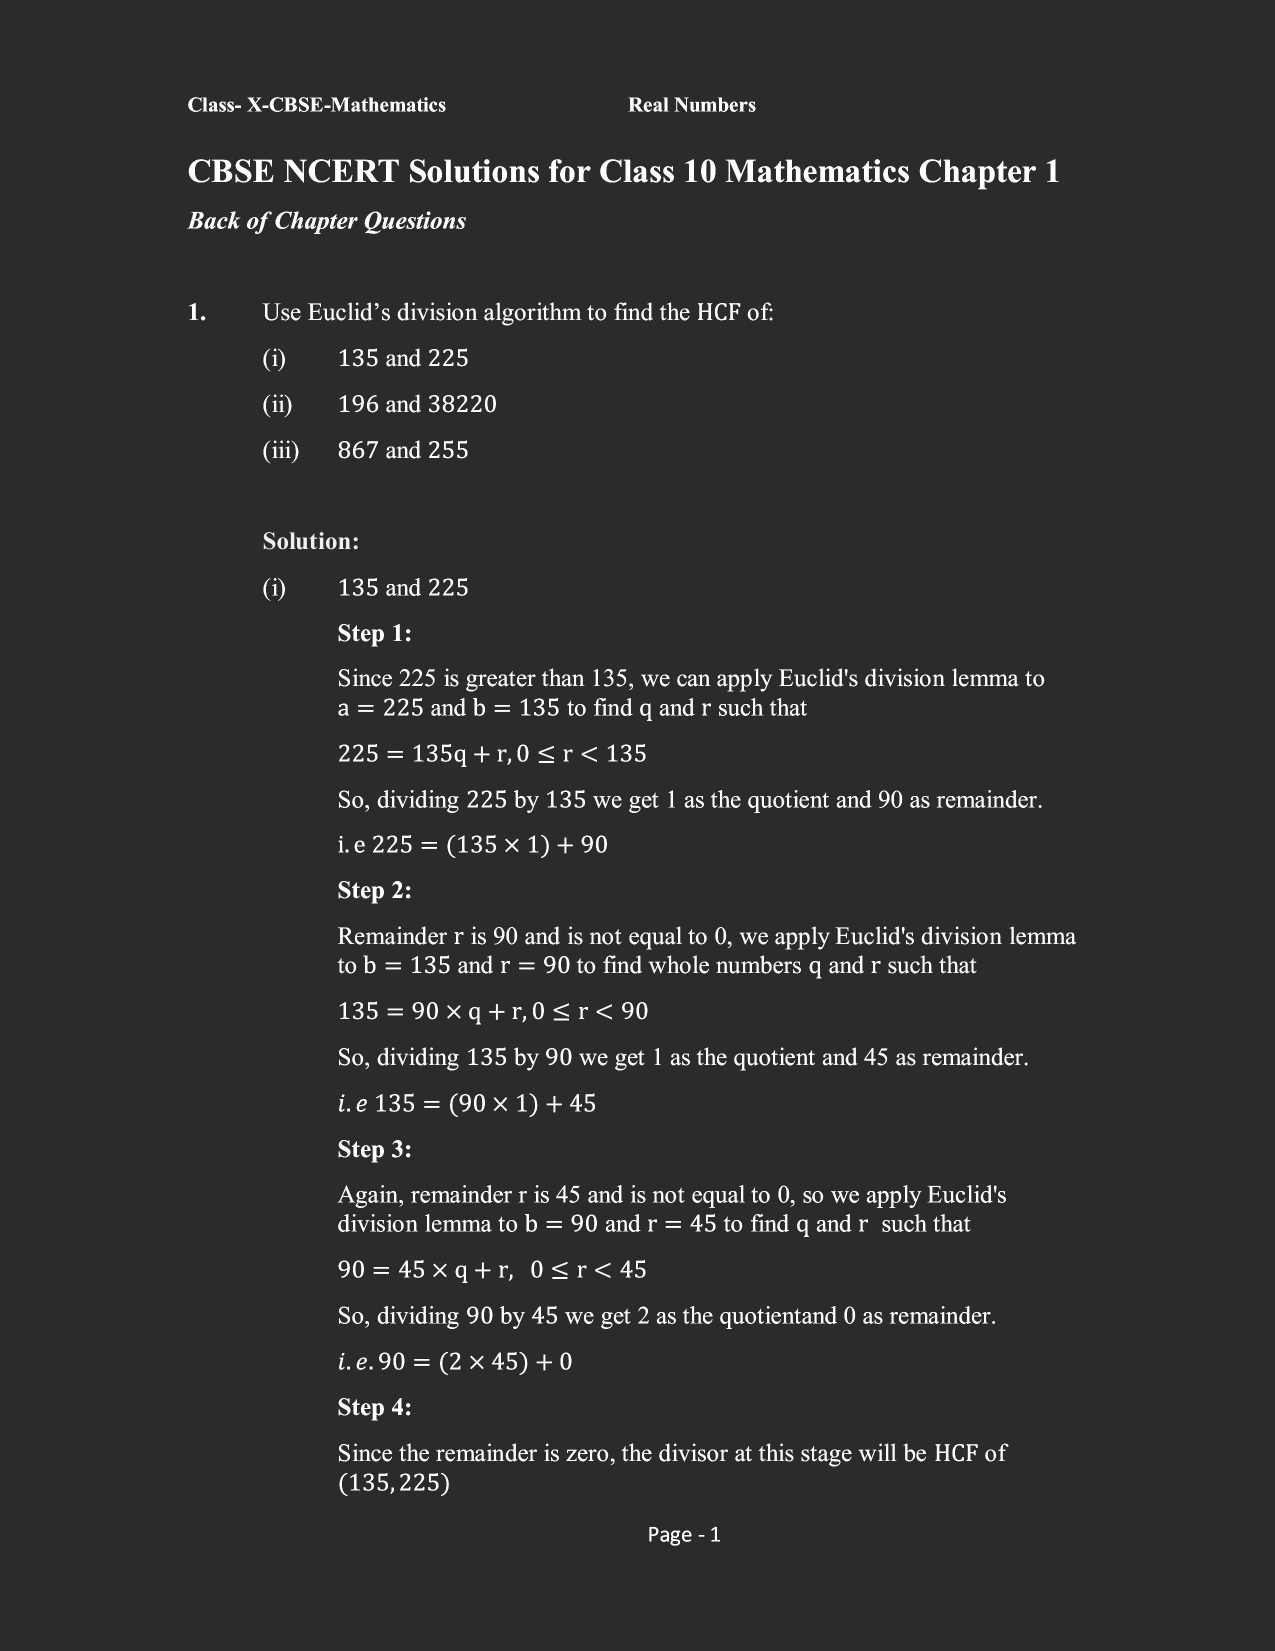 Class- X-CBSE-Mathematics Real Numbers
CBSE NCERT Solutions for Class 10 Mathematics Chapter 1
Back of Chapter Questions
1. Use Euclid’s division algorithm to find the HCF of:
(i) 135 and 225
(ii) 196 and 38220
(iii) 867 and 255
Solution:
(i) 135 and 225
Step 1:
Since 225 is greater than 135, we can apply Euclid's division lemma to
a = 225 and b = 135 to find q and r such that
225 = 135q + r, 0 ≤ r < 135
So, dividing 225 by 135 we get 1 as the quotient and 90 as remainder.
i. e 225 = (135 × 1) + 90
Step 2:
Remainder r is 90 and is not equal to 0, we apply Euclid's division lemma
to b = 135 and r = 90 to find whole numbers q and r such that
135 = 90 × q + r, 0 ≤ r < 90
So, dividing 135 by 90 we get 1 as the quotient and 45 as remainder.
i. e 135 = (90 × 1) + 45
Step 3:
Again, remainder r is 45 and is not equal to 0, so we apply Euclid's
division lemma to b = 90 and r = 45 to find q and r such that
90 = 45 × q + r, 0 ≤ r < 45
So, dividing 90 by 45 we get 2 as the quotientand 0 as remainder.
i. e. 90 = (2 × 45) + 0
Step 4:
Since the remainder is zero, the divisor at this stage will be HCF of
(135, 225)
Page - 1